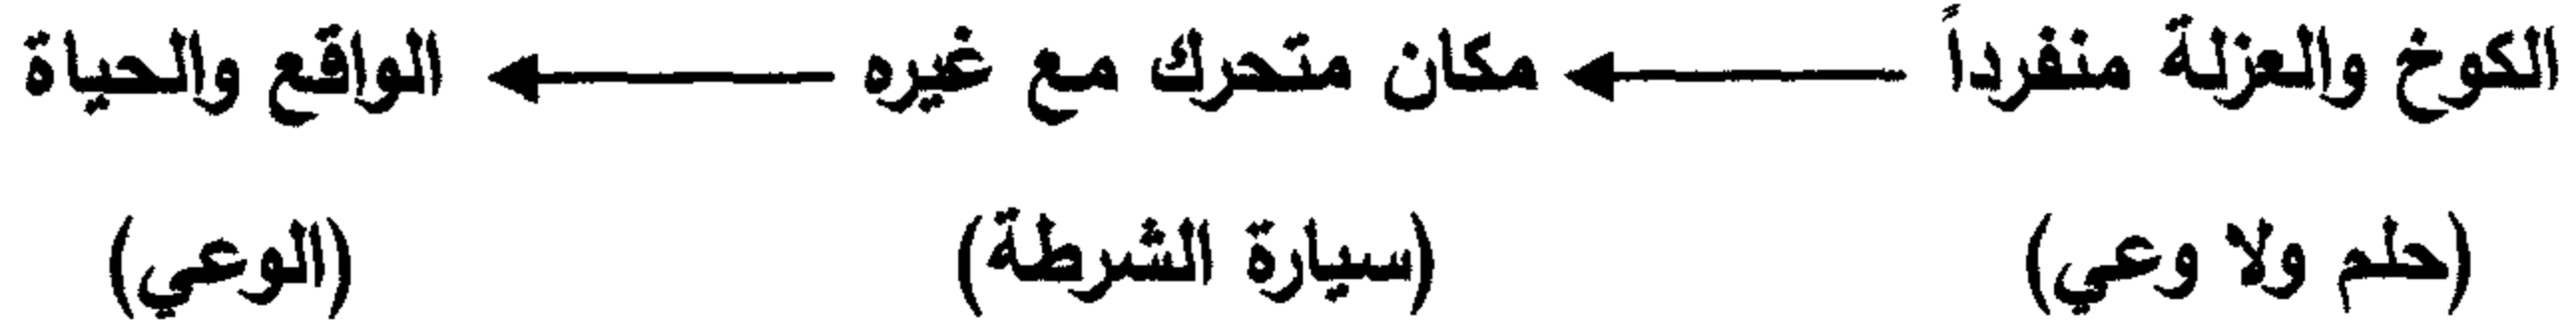 الكوخ والعزلة منفرداً ← مكان متحرك مع غيره ← الواقع والحياة
(حلم ولا وعي) (سيارة الشرطة) (الوعي)